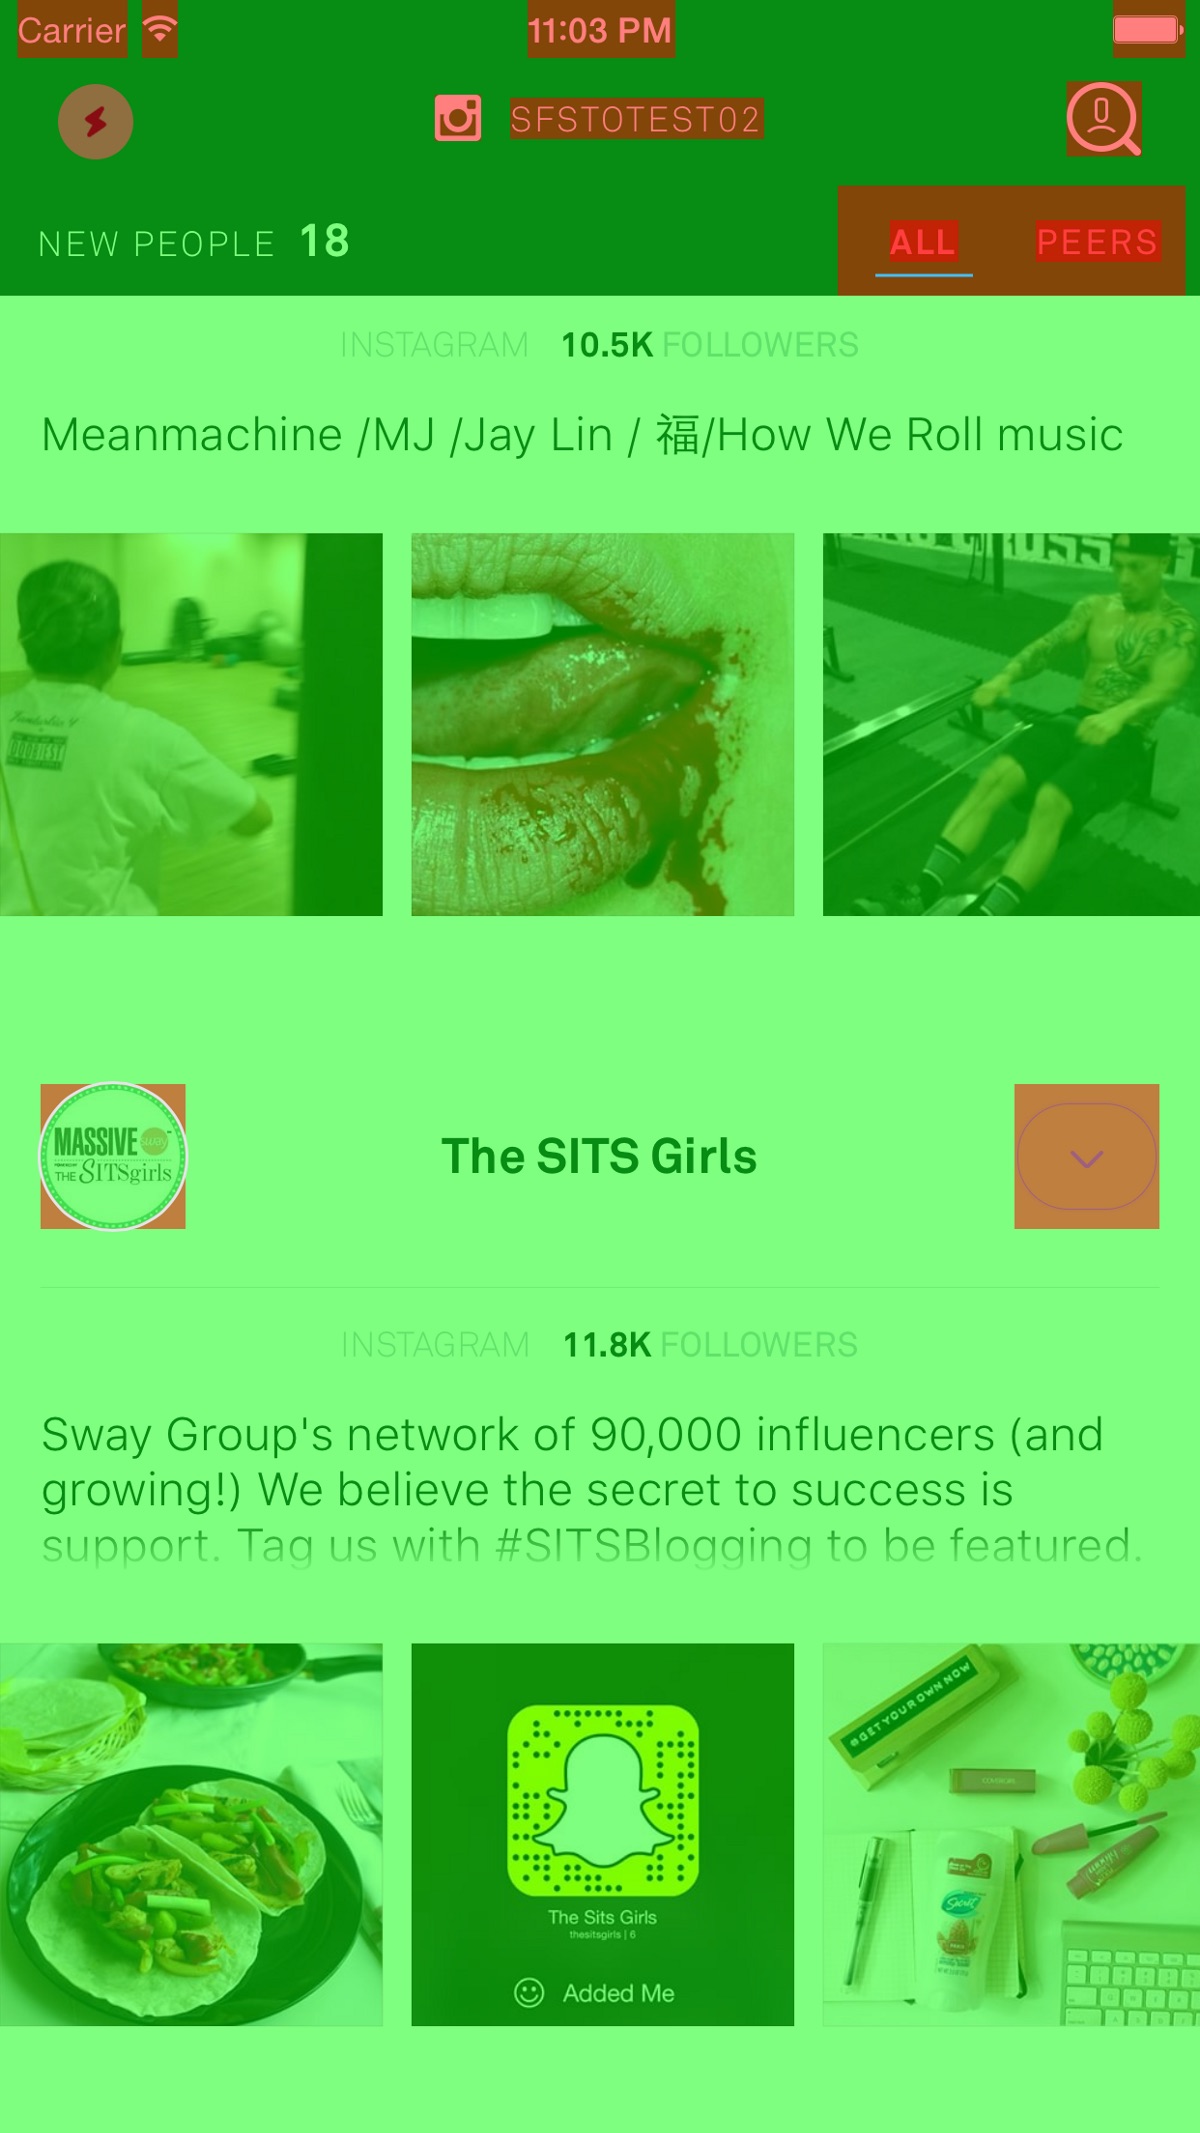 Carrier 11:03 PM
SFSTOTEST02
NEW PEOPLE 18 ALL PEERS
INSTAGRAM 10.5K FOLLOWERS
Meanmachine /MJ /Jay Lin / 福/How We Roll music
DOGGIEST
MASSIVE sway
THE SITSgirls
The SITS Girls
INSTAGRAM 11.8K FOLLOWERS
Sway Group's network of 90,000 influencers (and
growing!) We believe the secret to success is
support. Tag us with #SITSBlogging to be featured.
#GET YOUR OWN NOW
COVERGIRL
Secret
The Sits Girls
thesitsgirls | 6
Added Me